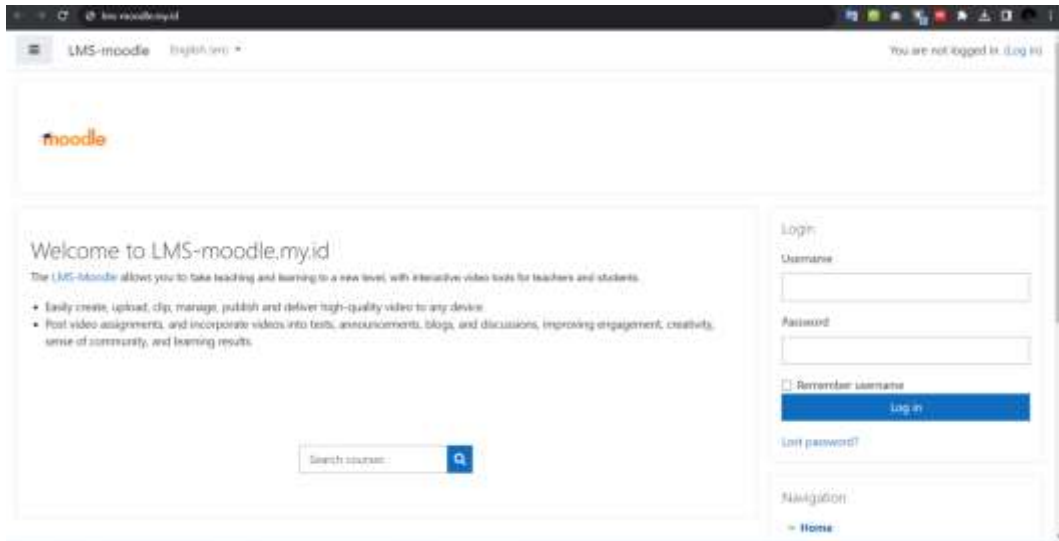 lms-moodle.my.id
LMS-moodle English (en)
You are not logged in. (Log in)
moodle
Welcome to LMS-moodle.my.id
The LMS-Moodle allows you to take teaching and learning to a new level, with interactive video tools for teachers and students.
• Easily create, upload, clip, manage, publish and deliver high-quality video to any device.
• Post video assignments, and incorporate videos into tests, announcements, blogs, and discussions, improving engagement, creativity,
sense of community, and learning results.
Search courses
Login
Username
Password
Remember username
Log in
Lost password?
Navigation
Home